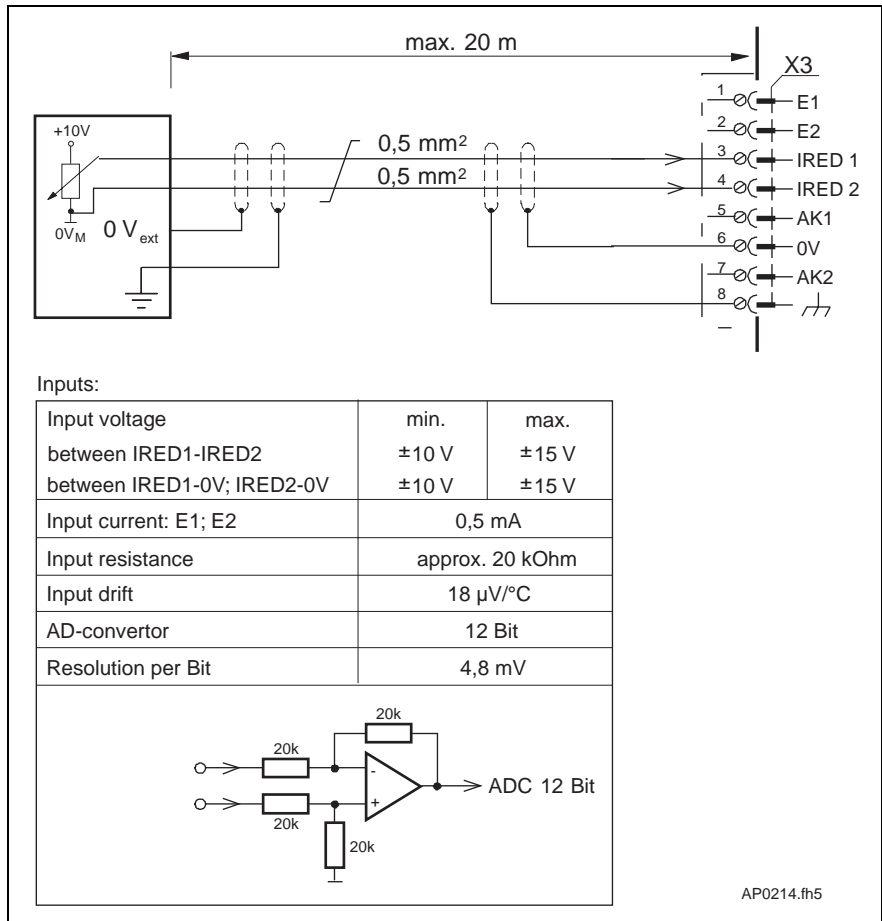 max. 20 m
X3
1 E1
2 E2
+10V
0,5 mm²
3 IRED 1
0,5 mm²
4 IRED 2
5 AK1
0VM 0 Vext
6 0V
7 AK2
8
Inputs:
Input voltage min. max.
between IRED1-IRED2 ±10 V ±15 V
between IRED1-0V; IRED2-0V ±10 V ±15 V
Input current: E1; E2 0,5 mA
Input resistance approx. 20 kOhm
Input drift 18 µV/°C
AD-convertor 12 Bit
Resolution per Bit 4,8 mV
20k
20k
- 
ADC 12 Bit
+
20k
20k
AP0214.fh5